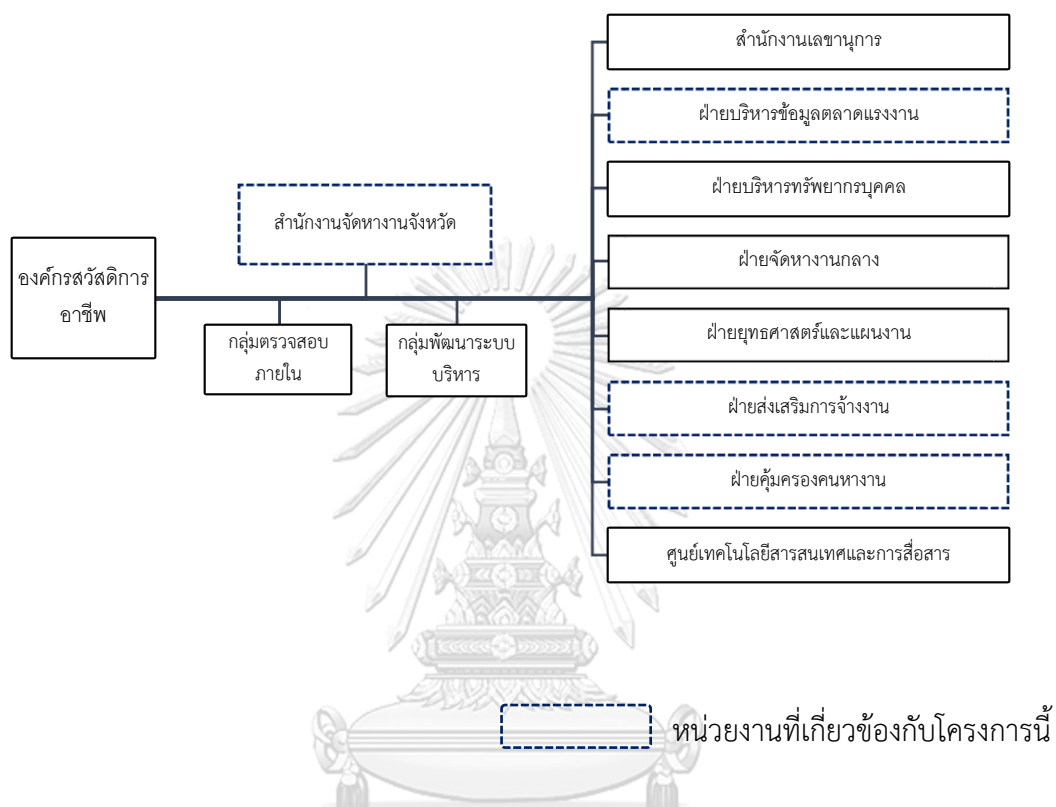 สำนักงานเลขานุการ
ฝ่ายบริหารข้อมูลตลาดแรงงาน
ฝ่ายบริหารทรัพยากรบุคคล
สำนักงานจัดหางานจังหวัด
องค์กรสวัสดิการ
อาชีพ
ฝ่ายจัดหางานกลาง
กลุ่มตรวจสอบ
ภายใน
กลุ่มพัฒนาระบบ
บริหาร
ฝ่ายยุทธศาสตร์และแผนงาน
ฝ่ายส่งเสริมการจ้างงาน
ฝ่ายคุ้มครองคนหางาน
ศูนย์เทคโนโลยีสารสนเทศและการสื่อสาร
หน่วยงานที่เกี่ยวข้องกับโครงการนี้